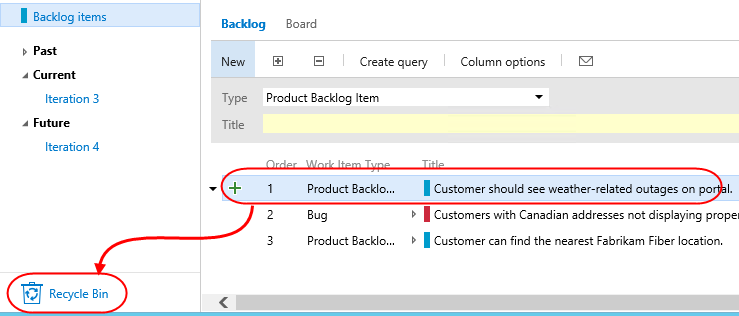 Backlog items
Past
Current
Iteration 3
Future
Iteration 4
Recycle Bin
Backlog Board
New Create query Column options
Type Product Backlog Item
Title
Order Work Item Type Title
1 Product Backlo... Customer should see weather-related outages on portal.
2 Bug Customers with Canadian addresses not displaying prope
3 Product Backlo... Customer can find the nearest Fabrikam Fiber location.